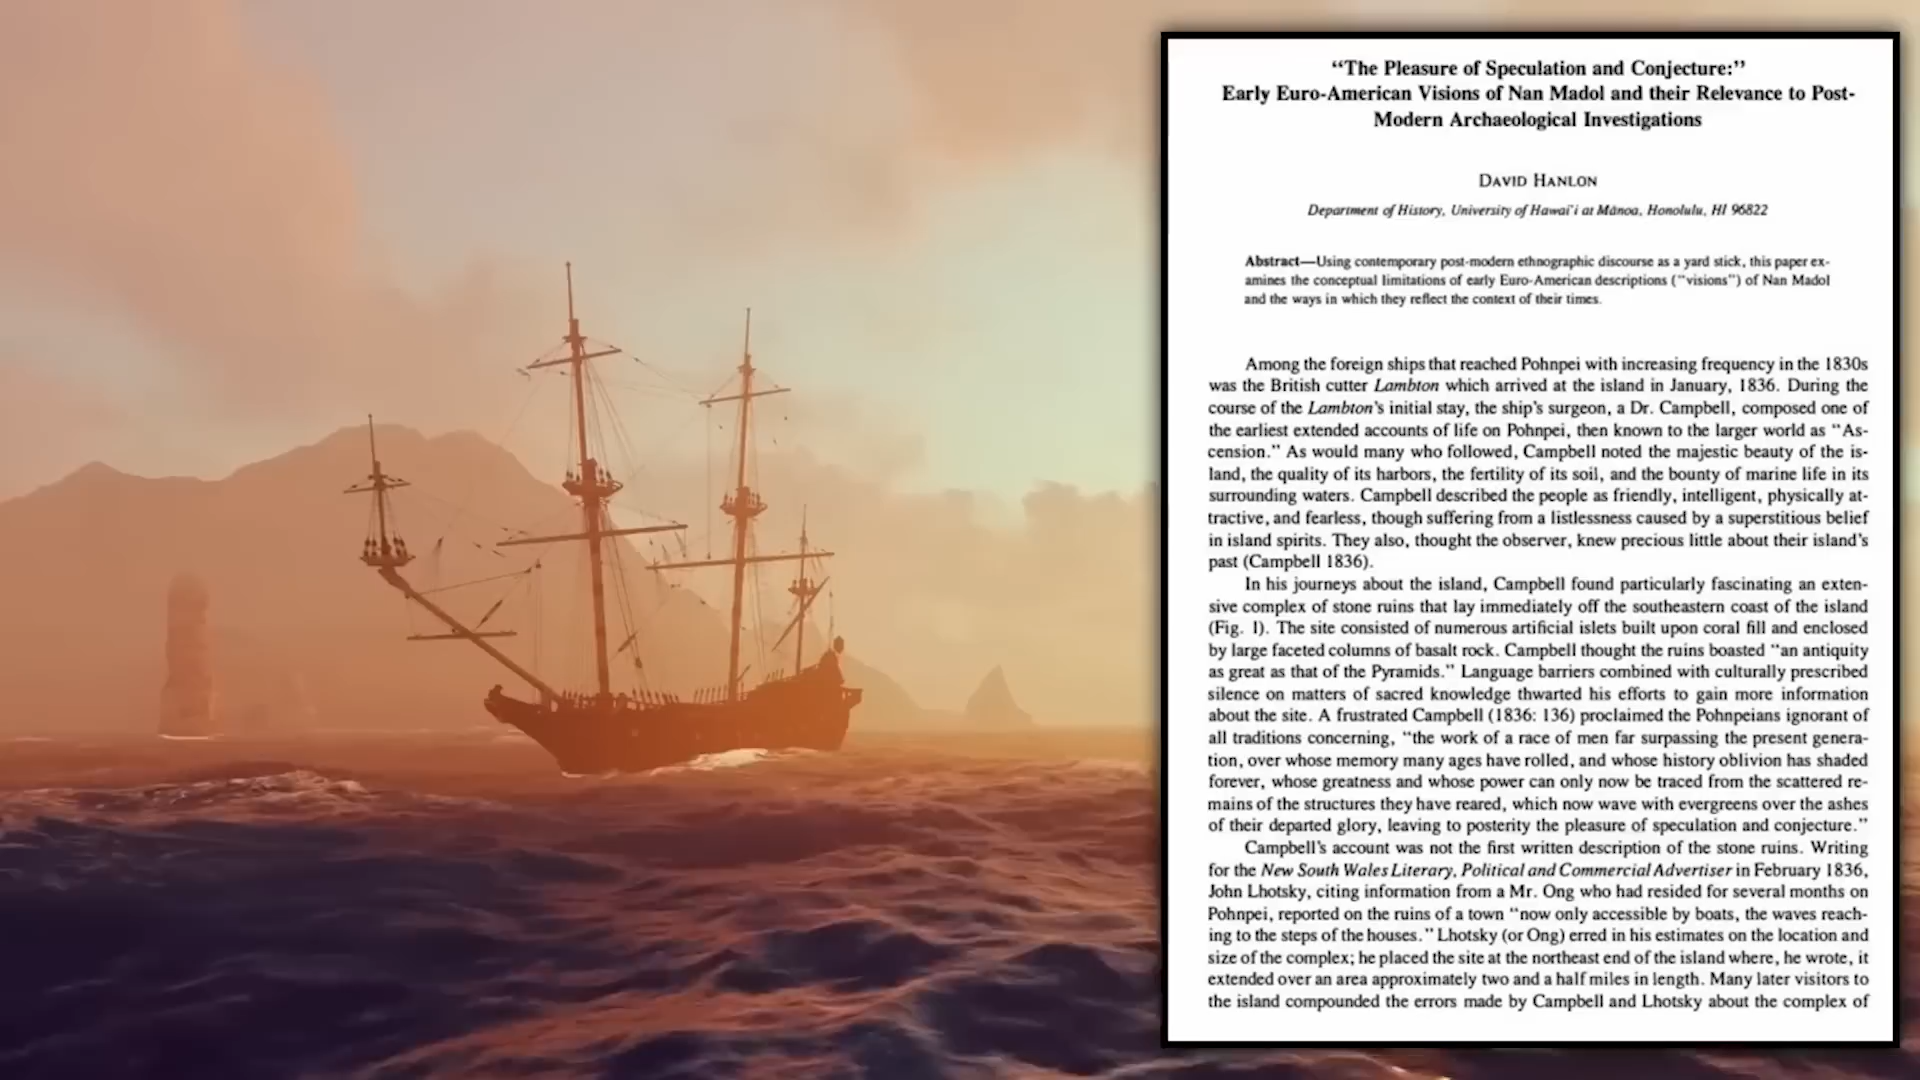 “The Pleasure of Speculation and Conjecture:”
Early Euro-American Visions of Nan Madol and their Relevance to Post-
Modern Archaeological Investigations
DAVID HANLON
Department of History, University of Hawai‘i at Mānoa, Honolulu, HI 96822
Abstract—Using contemporary post-modern ethnographic discourse as a yard stick, this paper ex-
amines the conceptual limitations of early Euro-American descriptions (“visions”) of Nan Madol
and the ways in which they reflect the context of their times.
Among the foreign ships that reached Pohnpei with increasing frequency in the 1830s
was the British cutter Lambton which arrived at the island in January, 1836. During the
course of the Lambton’s initial stay, the ship’s surgeon, a Dr. Campbell, composed one of
the earliest extended accounts of life on Pohnpei, then known to the larger world as “As-
cension.” As would many who followed, Campbell noted the majestic beauty of the is-
land, the quality of its harbors, the fertility of its soil, and the bounty of marine life in its
surrounding waters. Campbell described the people as friendly, intelligent, physically at-
tractive, and fearless, though suffering from a listlessness caused by a superstitious belief
in island spirits. They also, thought the observer, knew precious little about their island’s
past (Campbell 1836).
In his journeys about the island, Campbell found particularly fascinating an exten-
sive complex of stone ruins that lay immediately off the southeastern coast of the island
(Fig. 1). The site consisted of numerous artificial islets built upon coral fill and enclosed
by large faceted columns of basalt rock. Campbell thought the ruins boasted “an antiquity
as great as that of the Pyramids.” Language barriers combined with culturally prescribed
silence on matters of sacred knowledge thwarted his efforts to gain more information
about the site. A frustrated Campbell (1836: 136) proclaimed the Pohnpeians ignorant of
all traditions concerning, “the work of a race of men far surpassing the present genera-
tion, over whose memory many ages have rolled, and whose history oblivion has shaded
forever, whose greatness and whose power can only now be traced from the scattered re-
mains of the structures they have reared, which now wave with evergreens over the ashes
of their departed glory, leaving to posterity the pleasure of speculation and conjecture.”
Campbell’s account was not the first written description of the stone ruins. Writing
for the New South Wales Literary, Political and Commercial Advertiser in February 1836,
John Lhotsky, citing information from a Mr. Ong who had resided for several months on
Pohnpei, reported on the ruins of a town “now only accessible by boats, the waves reach-
ing to the steps of the houses.” Lhotsky (or Ong) erred in his estimates on the location and
size of the complex; he placed the site at the northeast end of the island where, he wrote, it
extended over an area approximately two and a half miles in length. Many later visitors to
the island compounded the errors made by Campbell and Lhotsky about the complex of